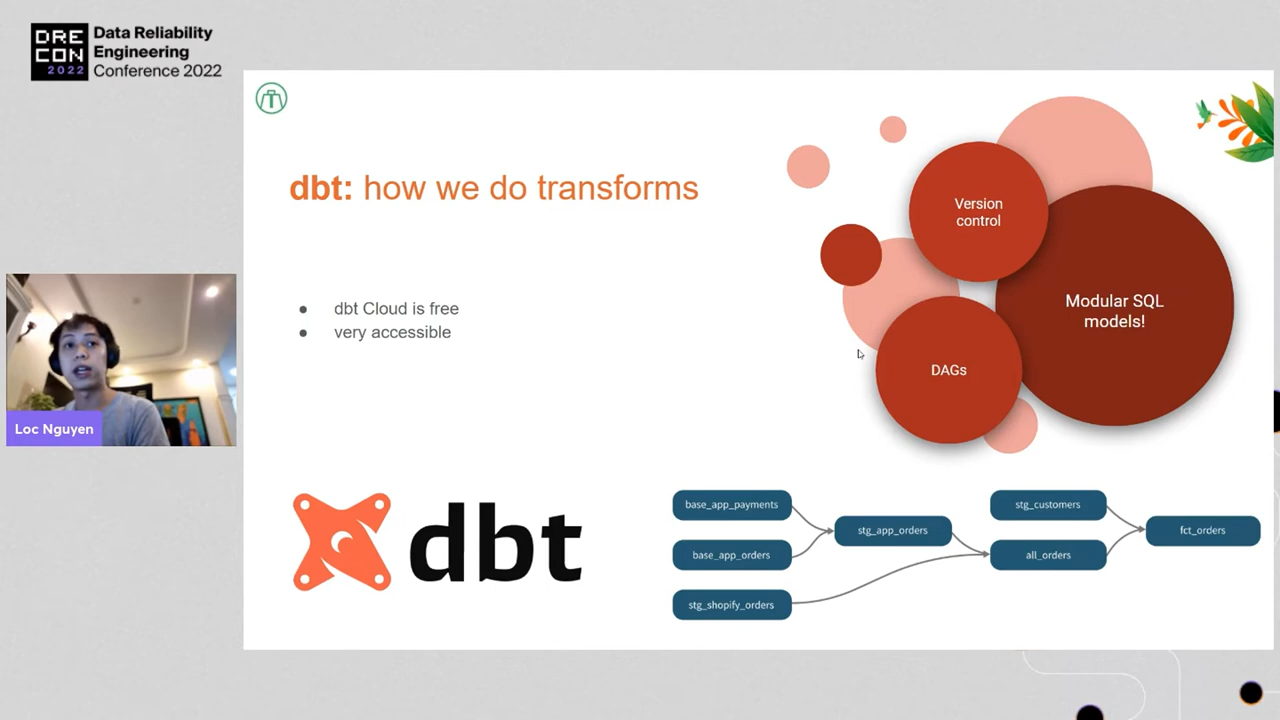 DRE
CON
2022
Data Reliability
Engineering
Conference 2022
dbt: how we do transforms
dbt Cloud is free
very accessible
Version
control
Modular SQL
models!
DAGs
Loc Nguyen
dbt
base_app_payments
base_app_orders
stg_shopify_orders
stg_app_orders
stg_customers
all_orders
fct_orders